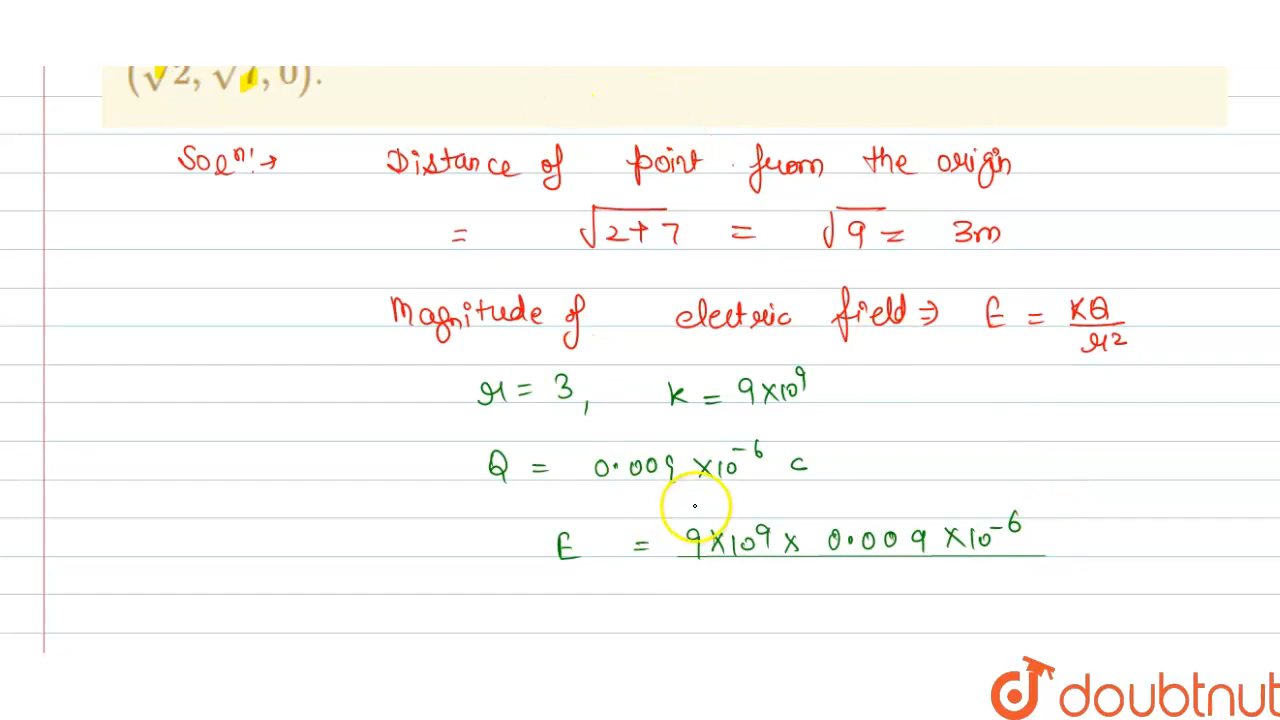 (√2, √7, 0).
Solⁿ:→ Distance of point from the origin
= √2+7 = √9 = 3m
Magnitude of electric field ⇒ E = KQ/r²
r = 3, K = 9×10⁹
Q = 0.009 ×10⁻⁶ C
E = 9×10⁹ × 0.009 ×10⁻⁶
doubtnut